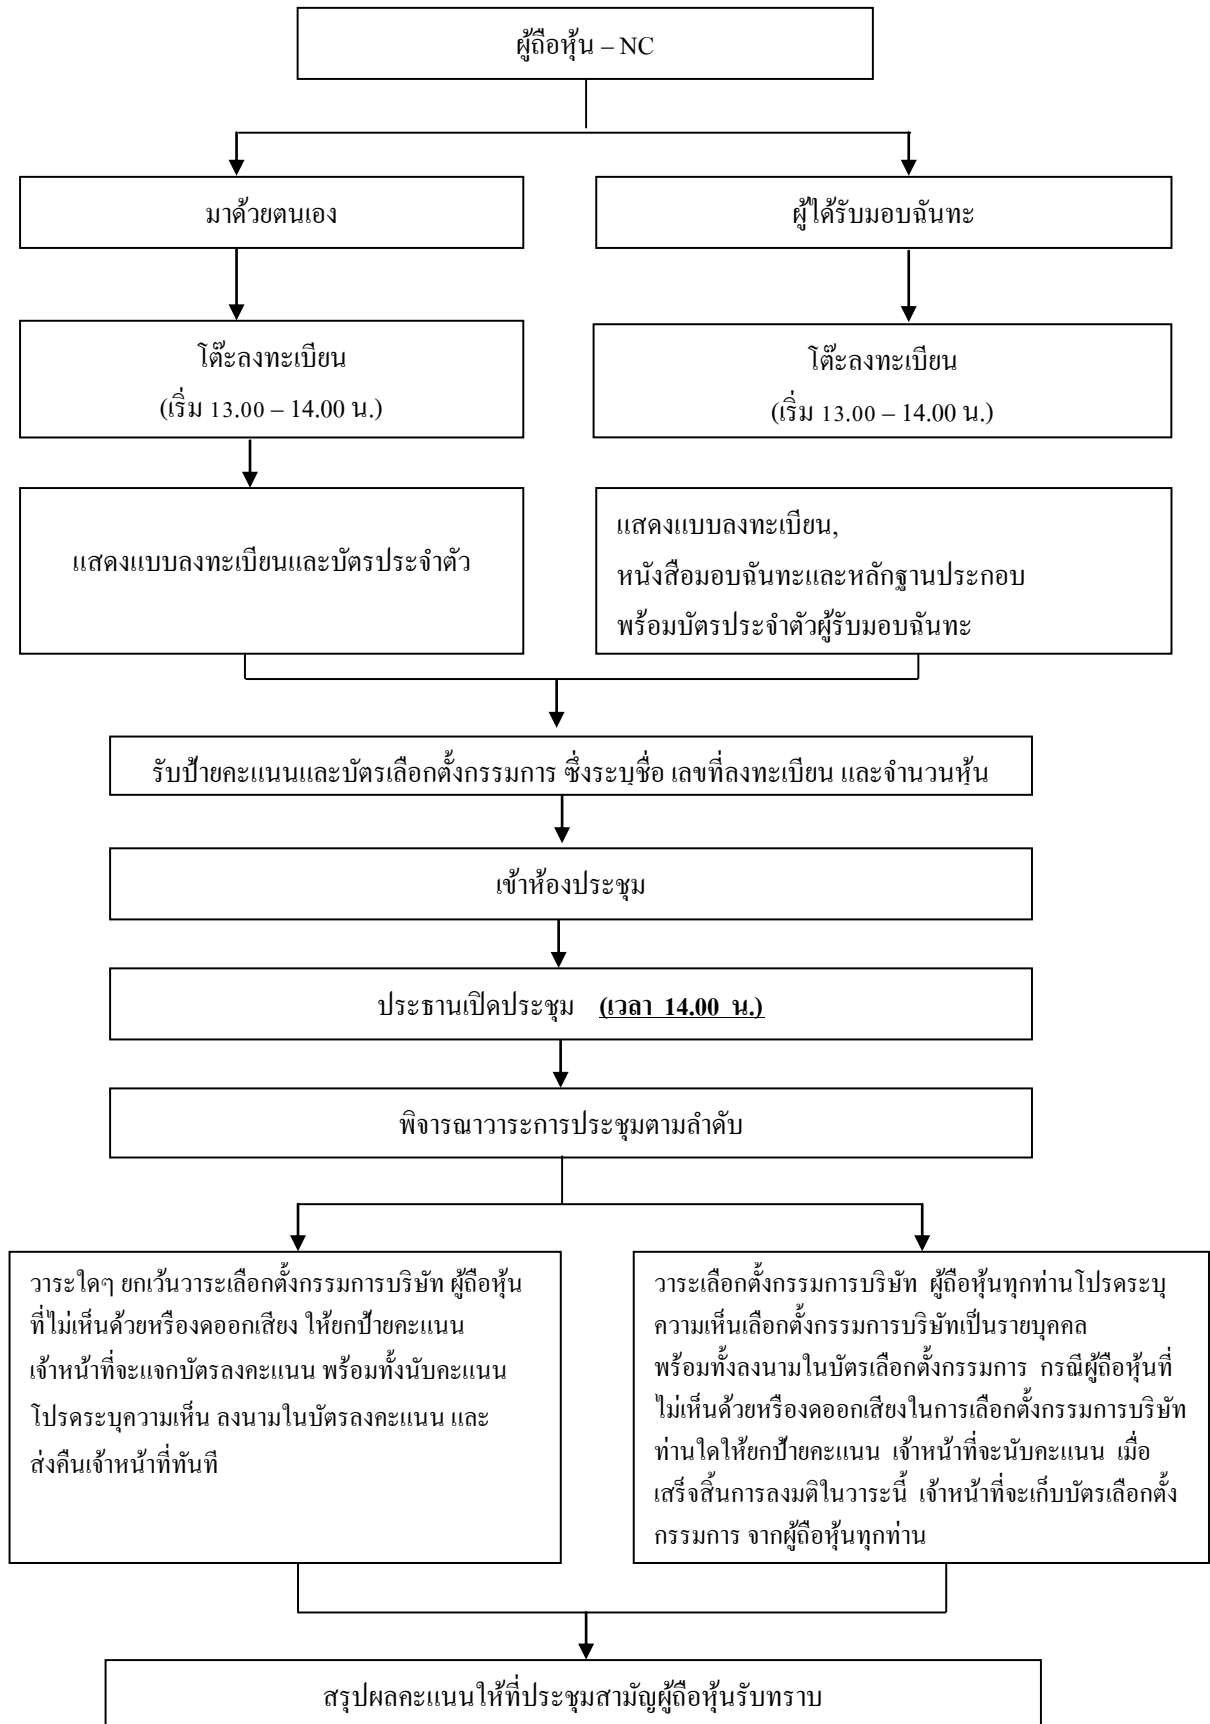 ผู้ถือหุ้น – NC
มาด้วยตนเอง
ผู้ได้รับมอบฉันทะ
โต๊ะลงทะเบียน
(เริ่ม 13.00 – 14.00 น.)
โต๊ะลงทะเบียน
(เริ่ม 13.00 – 14.00 น.)
แสดงแบบลงทะเบียนและบัตรประจำตัว
แสดงแบบลงทะเบียน,
หนังสือมอบฉันทะและหลักฐานประกอบ
พร้อมบัตรประจำตัวผู้รับมอบฉันทะ
รับป้ายคะแนนและบัตรเลือกตั้งกรรมการ ซึ่งระบุชื่อ เลขที่ลงทะเบียน และจำนวนหุ้น
เข้าห้องประชุม
ประธานเปิดประชุม (เวลา 14.00 น.)
พิจารณาวาระการประชุมตามลำดับ
วาระใดๆ ยกเว้นวาระเลือกตั้งกรรมการบริษัท ผู้ถือหุ้น
ที่ไม่เห็นด้วยหรืองดออกเสียง ให้ยกป้ายคะแนน
เจ้าหน้าที่จะแจกบัตรลงคะแนน พร้อมทั้งนับคะแนน
โปรดระบุความเห็น ลงนามในบัตรลงคะแนน และ
ส่งคืนเจ้าหน้าที่ทันที
วาระเลือกตั้งกรรมการบริษัท ผู้ถือหุ้นทุกท่านโปรดระบุ
ความเห็นเลือกตั้งกรรมการบริษัทเป็นรายบุคคล
พร้อมทั้งลงนามในบัตรเลือกตั้งกรรมการ กรณีผู้ถือหุ้นที่
ไม่เห็นด้วยหรืองดออกเสียงในการเลือกตั้งกรรมการบริษัท
ท่านใดให้ยกป้ายคะแนน เจ้าหน้าที่จะนับคะแนน เมื่อ
เสร็จสิ้นการลงมติในวาระนี้ เจ้าหน้าที่จะเก็บบัตรเลือกตั้ง
กรรมการ จากผู้ถือหุ้นทุกท่าน
สรุปผลคะแนนให้ที่ประชุมสามัญผู้ถือหุ้นรับทราบ